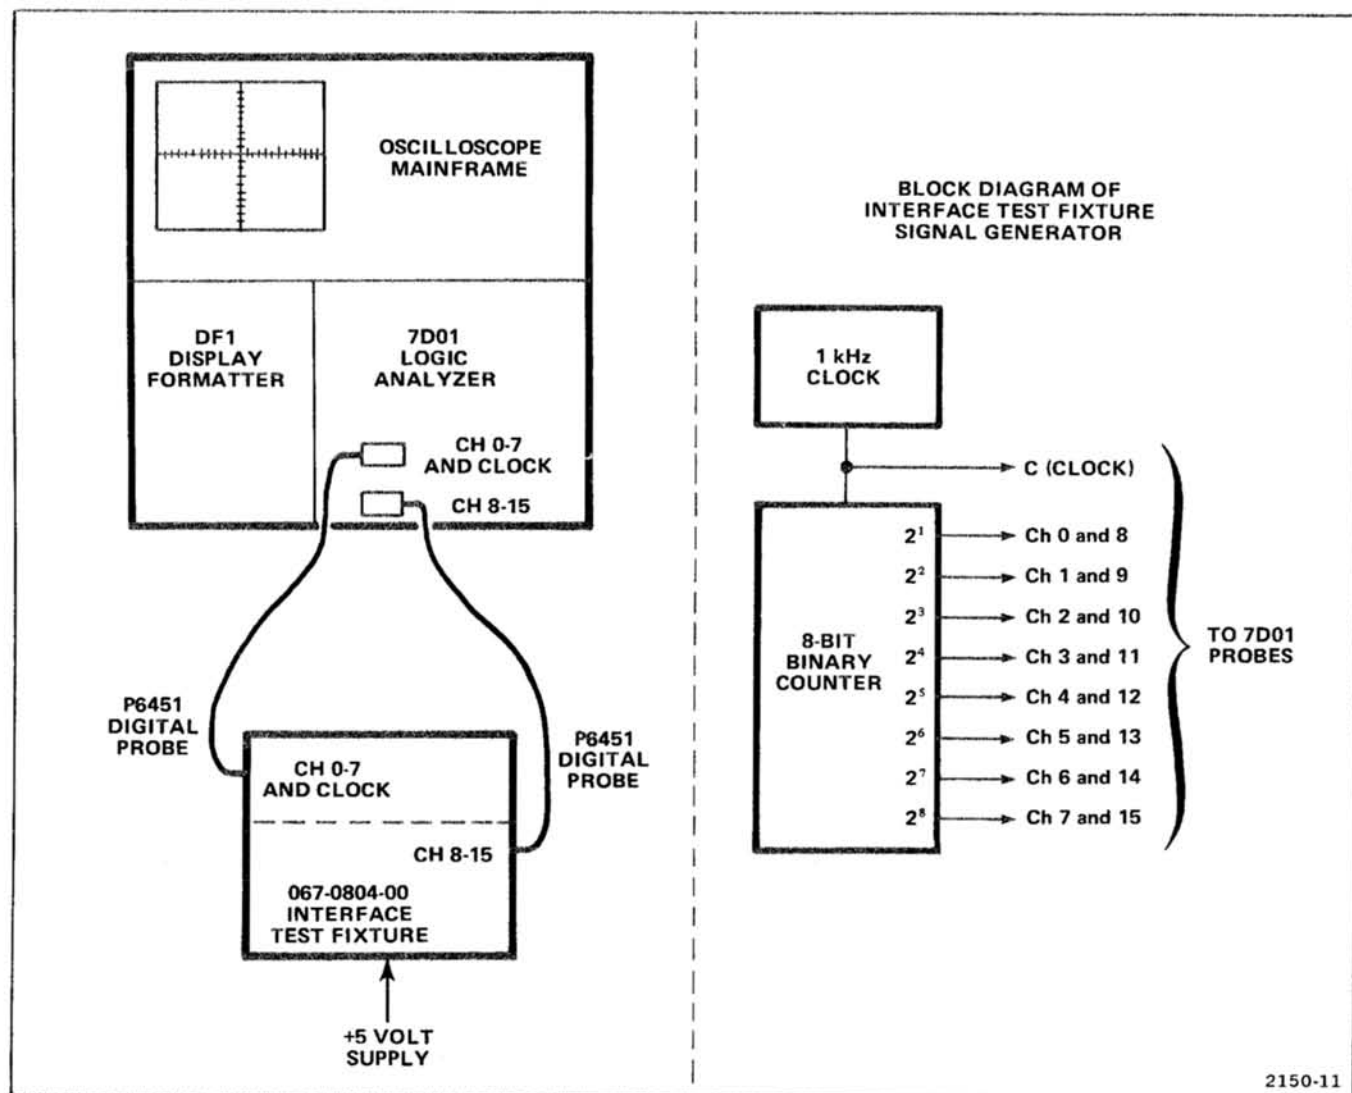 OSCILLOSCOPE
MAINFRAME
DF1
DISPLAY
FORMATTER
7D01
LOGIC
ANALYZER
CH 0-7
AND CLOCK
CH 8-15
P6451
DIGITAL
PROBE
P6451
DIGITAL
PROBE
CH 0-7
AND CLOCK
CH 8-15
067-0804-00
INTERFACE
TEST FIXTURE
+5 VOLT
SUPPLY
BLOCK DIAGRAM OF
INTERFACE TEST FIXTURE
SIGNAL GENERATOR
1 kHz
CLOCK
C (CLOCK)
8-BIT
BINARY
COUNTER
2¹ Ch 0 and 8
2² Ch 1 and 9
2³ Ch 2 and 10
2⁴ Ch 3 and 11
2⁵ Ch 4 and 12
2⁶ Ch 5 and 13
2⁷ Ch 6 and 14
2⁸ Ch 7 and 15
TO 7D01
PROBES
2150-11